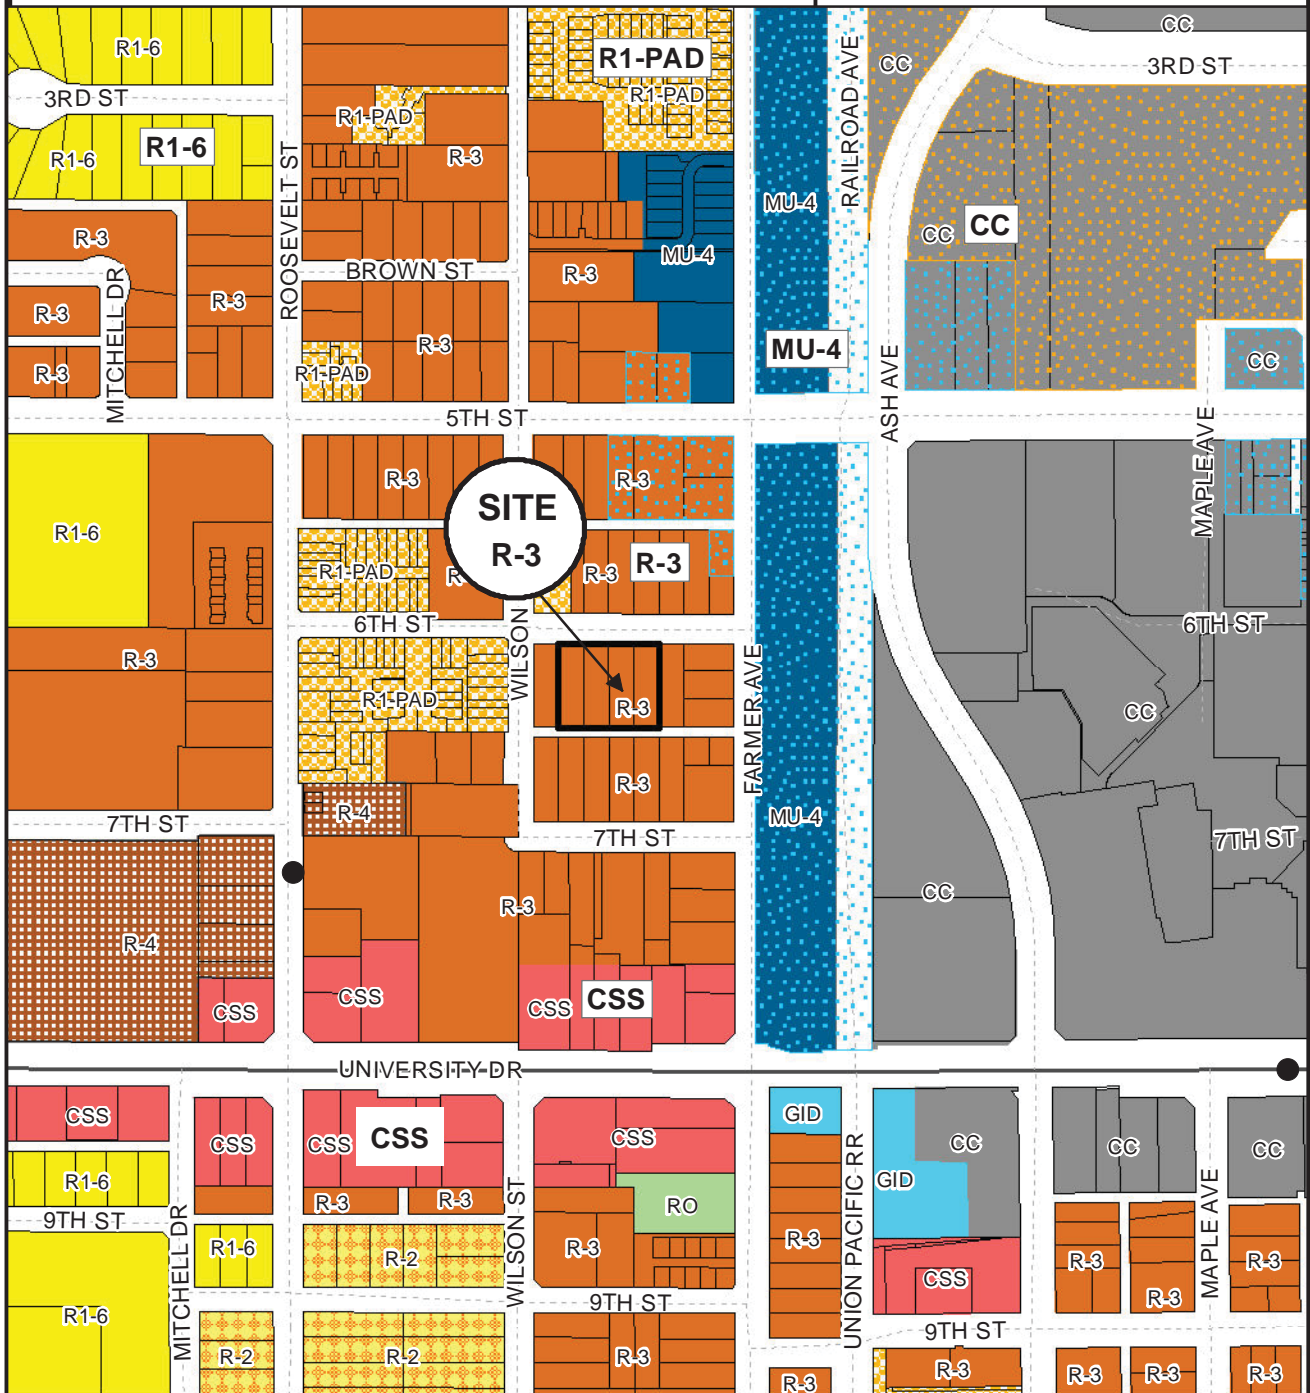 R1-6
3RD ST
R1-6
R1-6
R-3
MITCHELL DR
R-3
R-3
R-3
ROOSEVELT ST
R1-PAD
R-3
BROWN ST
R-3
R1-PAD
R1-PAD
R1-PAD
R-3
MU-4
MU-4
MU-4
RAILROAD AVE
CC
CC
3RD ST
CC
CC
CC
ASH AVE
MAPLE AVE
5TH ST
R1-6
R-3
R-3
SITE
R-3
R1-PAD
R-3
R-3
6TH ST
WILSON
6TH ST
R-3
R1-PAD
R-3
R-3
FARMER AVE
CC
MU-4
R-4
7TH ST
7TH ST
7TH ST
R-4
R-3
CC
CSS
CSS
CSS
CSS
UNIVERSITY DR
CSS
CSS
CSS
CSS
CSS
GID
CC
CC
CC
R1-6
R-3
R-3
RO
GID
9TH ST
MITCHELL DR
R1-6
R-2
WILSON ST
R-3
R-3
UNION PACIFIC RR
CSS
R-3
R-3
MAPLE AVE
R-3
R1-6
9TH ST
9TH ST
R-2
R-2
R-3
R-3
R-3
R-3
R-3
R-3